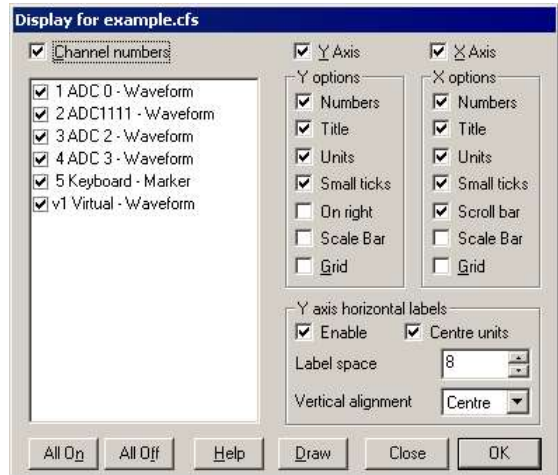 Display for example.cfs
Channel numbers
1 ADC 0 - Waveform
2 ADC1111 - Waveform
3 ADC 2 - Waveform
4 ADC 3 - Waveform
5 Keyboard - Marker
v1 Virtual - Waveform
Y Axis
X Axis
Y options
Numbers
Title
Units
Small ticks
On right
Scale Bar
Grid
X options
Numbers
Title
Units
Small ticks
Scroll bar
Scale Bar
Grid
Y axis horizontal labels
Enable
Centre units
Label space
8
Vertical alignment
Centre
All On
All Off
Help
Draw
Close
OK